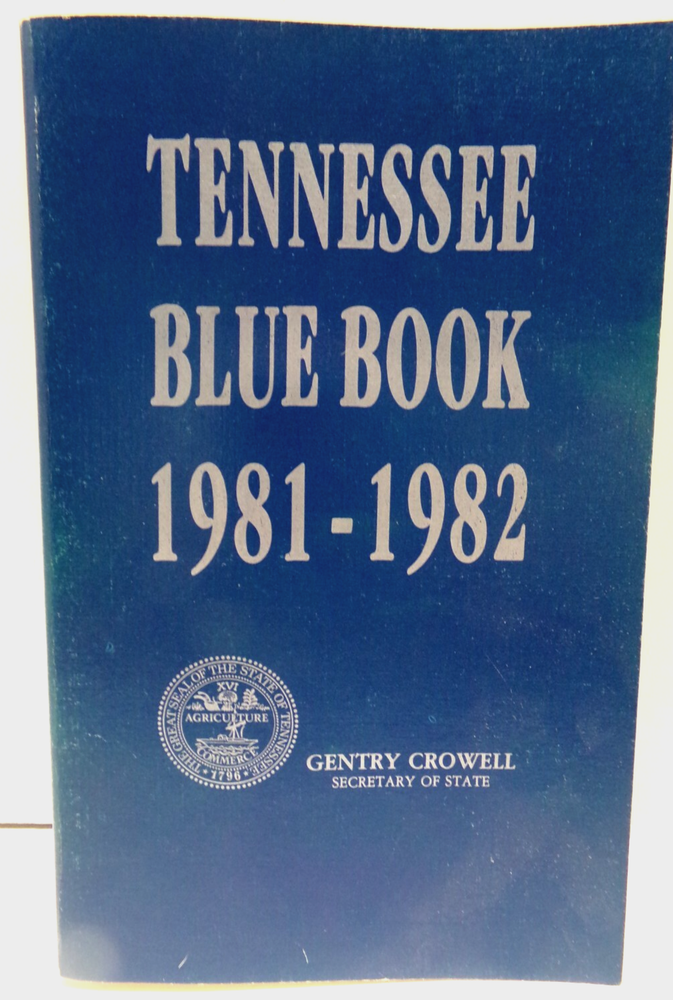 TENNESSEE
BLUE BOOK
1981-1982
THE GREAT SEAL OF THE STATE OF TENNESSEE
XVI
AGRICULTURE
COMMERCE
1796
GENTRY CROWELL
SECRETARY OF STATE